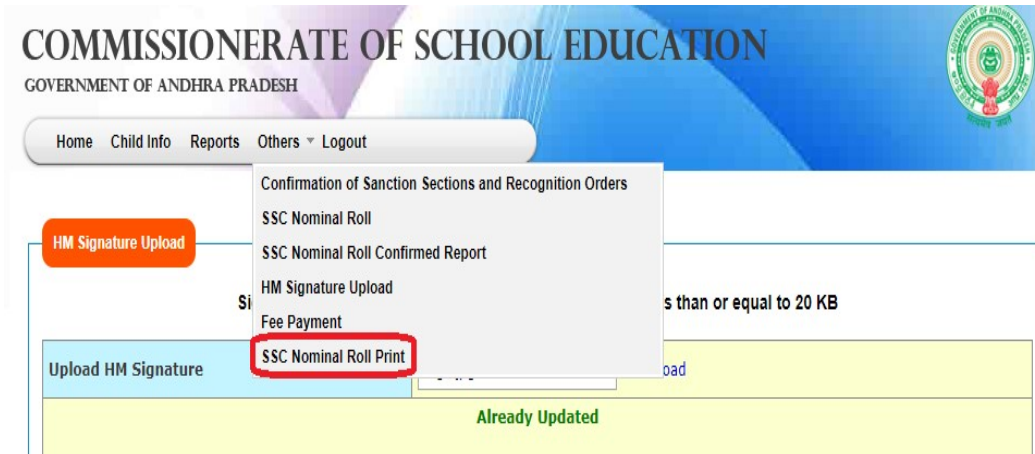 COMMISSIONERATE OF SCHOOL EDUCATION
GOVERNMENT OF ANDHRA PRADESH
Home Child Info Reports Others Logout
Confirmation of Sanction Sections and Recognition Orders
SSC Nominal Roll
SSC Nominal Roll Confirmed Report
HM Signature Upload
Fee Payment
SSC Nominal Roll Print
HM Signature Upload
than or equal to 20 KB
Upload HM Signature
Already Updated